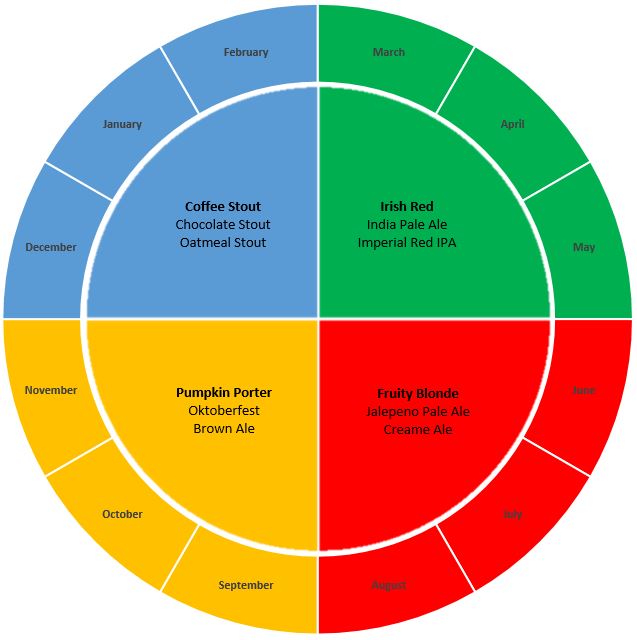 February
March
January
April
December
May
Coffee Stout
Chocolate Stout
Oatmeal Stout
Irish Red
India Pale Ale
Imperial Red IPA
Pumpkin Porter
Oktoberfest
Brown Ale
Fruity Blonde
Jalepeno Pale Ale
Creame Ale
November
June
October
July
September
August